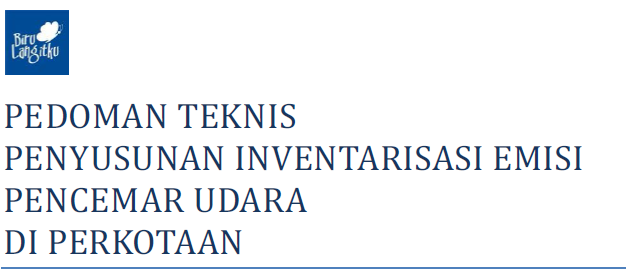 Biru
Langitku
PEDOMAN TEKNIS
PENYUSUNAN INVENTARISASI EMISI
PENCEMAR UDARA
DI PERKOTAAN